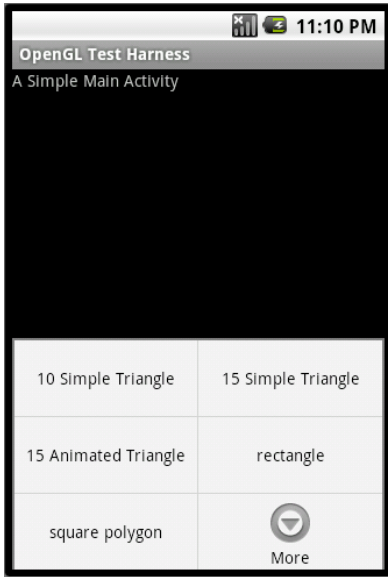 11:10 PM
OpenGL Test Harness
A Simple Main Activity
10 Simple Triangle
15 Simple Triangle
15 Animated Triangle
rectangle
square polygon
More